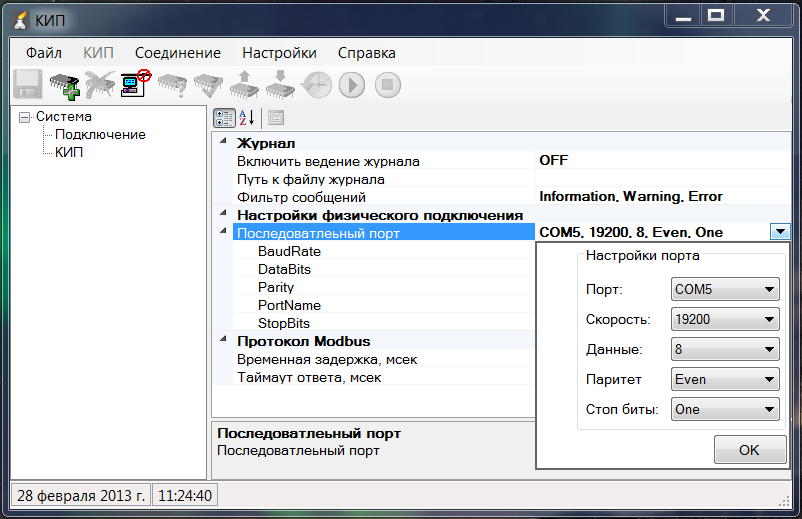 КИП
Файл КИП Соединение Настройки Справка
Система
Подключение
КИП
Журнал
Включить ведение журнала OFF
Путь к файлу журнала
Фильтр сообщений Information, Warning, Error
Настройки физического подключения
Последоватлеьный порт COM5, 19200, 8, Even, One
BaudRate
DataBits
Parity
PortName
StopBits
Протокол Modbus
Временная задержка, мсек
Таймаут ответа, мсек
Настройки порта
Порт: COM5
Скорость: 19200
Данные: 8
Паритет Even
Стоп биты: One
OK
Последоватлеьный порт
Последоватлеьный порт
28 февраля 2013 г. 11:24:40